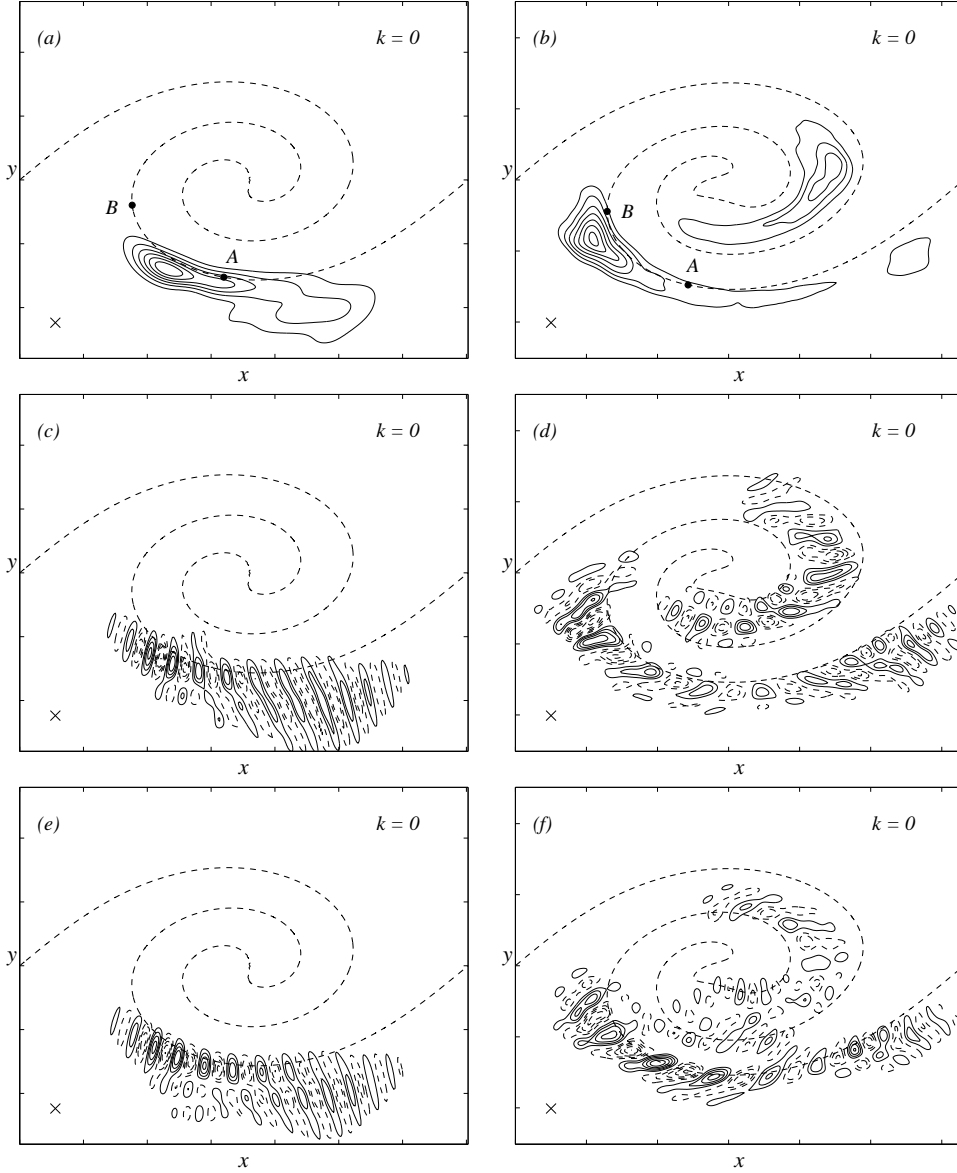 (a) k = 0
(b) k = 0
y
B
A
B
A
x
x
(c) k = 0
(d) k = 0
y
x
x
(e) k = 0
(f) k = 0
y
x
x